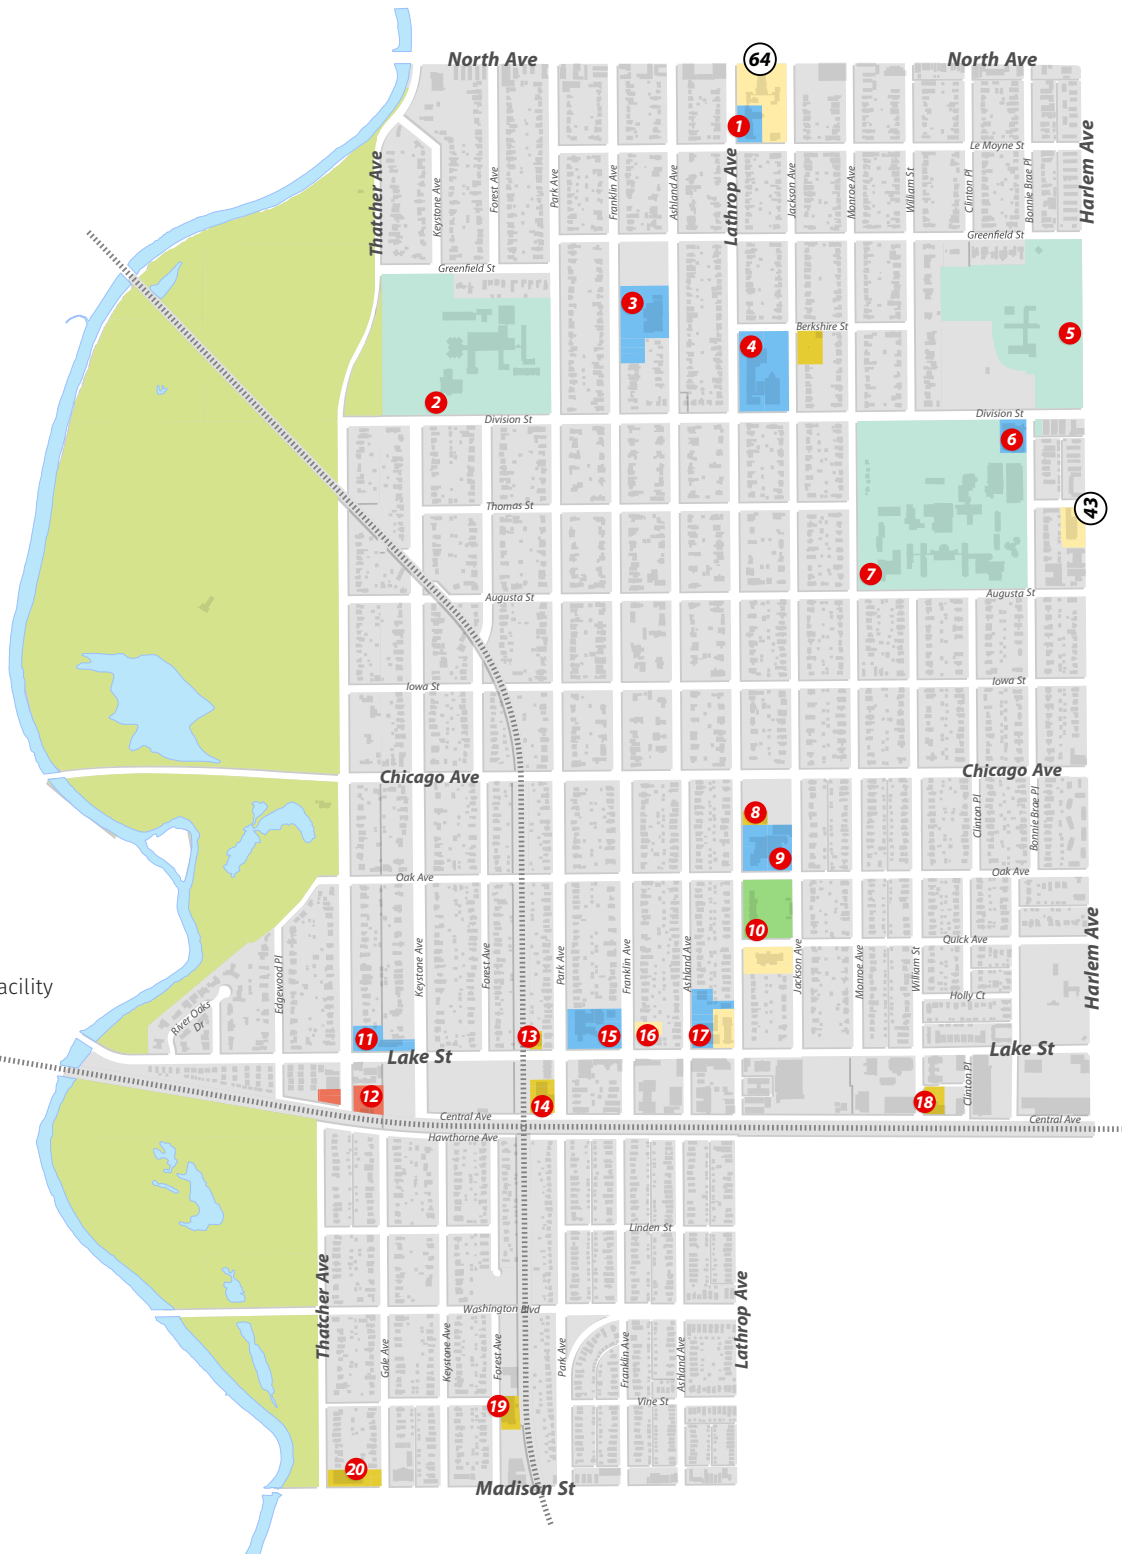 64
North Ave
North Ave
1
Le Moyne St
Thatcher Ave
Keystone Ave
Forest Ave
Park Ave
Franklin Ave
Ashland Ave
Lathrop Ave
Jackson Ave
Monroe Ave
William St
Clinton Pl
Bonnie Brae Pl
Harlem Ave
Greenfield St
Greenfield St
3
Berkshire St
4
5
2
Division St
Division St
6
Thomas St
43
7
Augusta St
Augusta St
Iowa St
Iowa St
Chicago Ave
Chicago Ave
8
Clinton Pl
Bonnie Brae Pl
9
Oak Ave
Oak Ave
10
Quick Ave
Edgewood Pl
Keystone Ave
Forest Ave
Park Ave
Franklin Ave
Ashland Ave
Jackson Ave
Monroe Ave
William St
Harlem Ave
acility
River Oaks
Dr
Holly Ct
11
13
15
16
17
Lake St
Lake St
12
14
18
Clinton Pl
Central Ave
Central Ave
Hawthorne Ave
Linden St
Thatcher Ave
Lathrop Ave
Washington Blvd
Gale Ave
Keystone Ave
Forest Ave
Park Ave
Franklin Ave
Ashland Ave
Vine St
19
20
Madison St